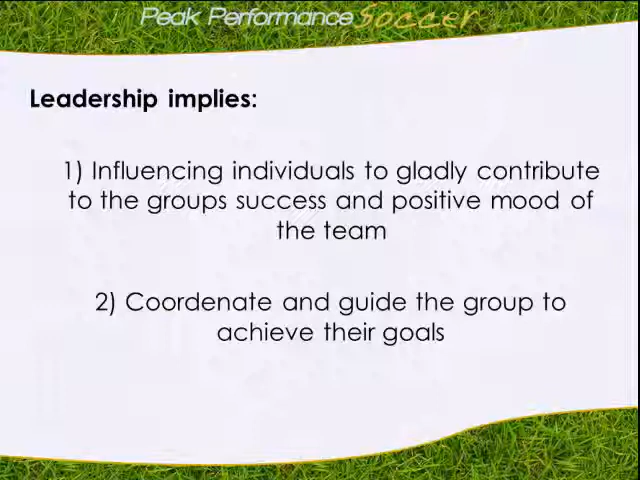 Peak Performance Soccer
Leadership implies:
1) Influencing individuals to gladly contribute
to the groups success and positive mood of
the team
2) Coordenate and guide the group to
achieve their goals